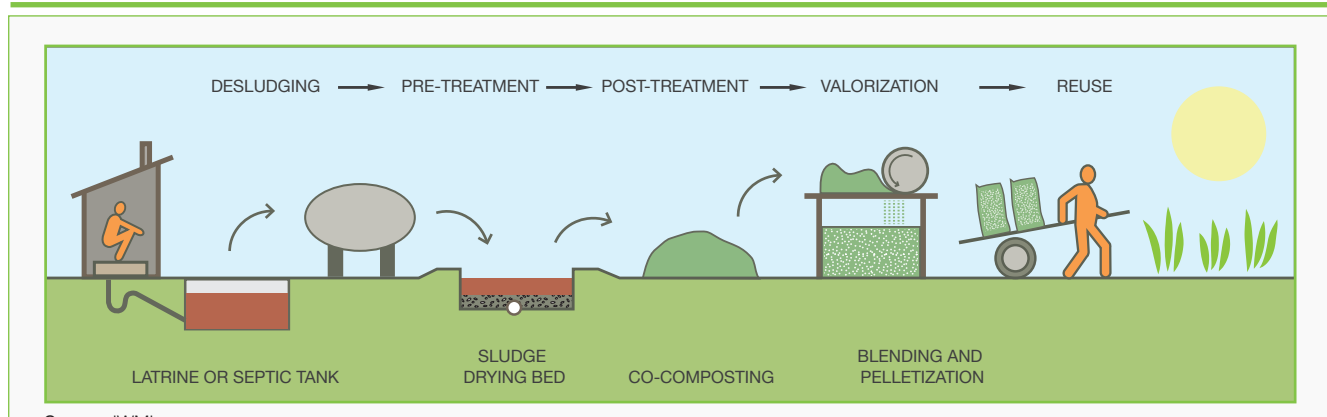 DESLUDGING PRE-TREATMENT POST-TREATMENT VALORIZATION REUSE
LATRINE OR SEPTIC TANK
SLUDGE
DRYING BED
CO-COMPOSTING
BLENDING AND
PELLETIZATION